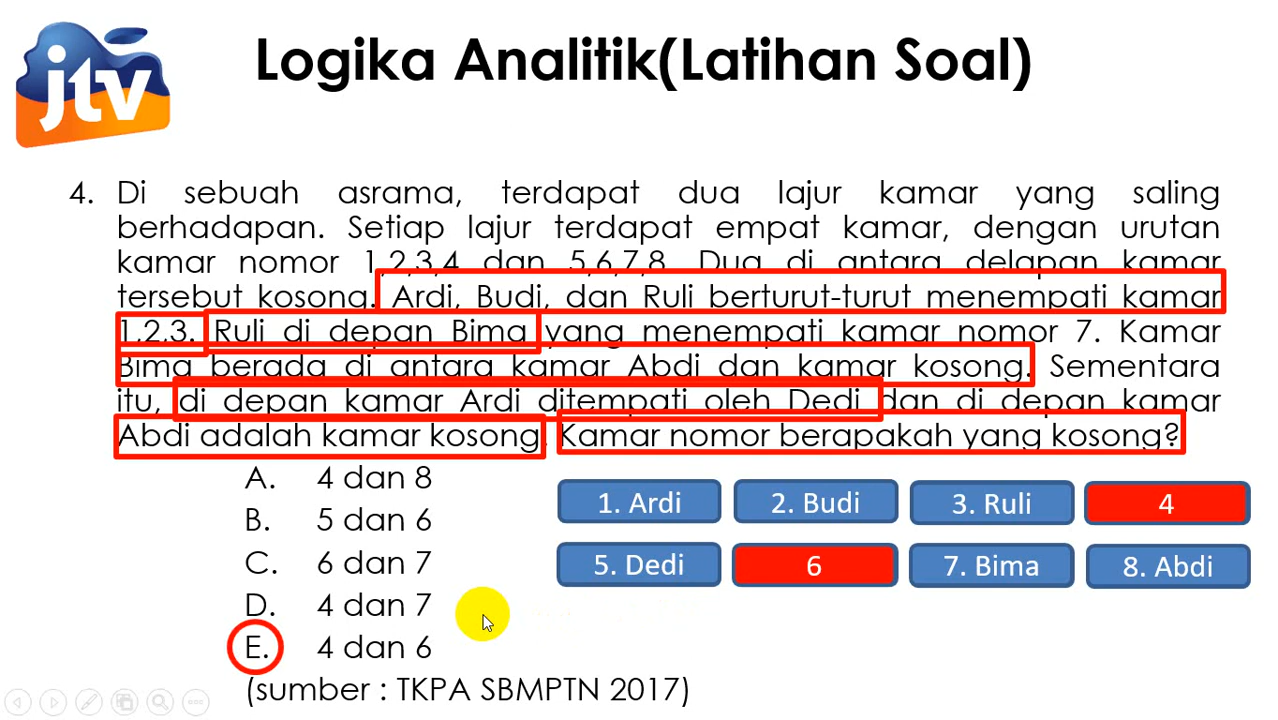 jtv
Logika Analitik(Latihan Soal)
4. Di sebuah asrama, terdapat dua lajur kamar yang saling
berhadapan. Setiap lajur terdapat empat kamar, dengan urutan
kamar nomor 1,2,3,4 dan 5,6,7,8. Dua di antara delapan kamar
tersebut kosong. Ardi, Budi, dan Ruli berturut-turut menempati kamar
1,2,3. Ruli di depan Bima yang menempati kamar nomor 7. Kamar
Bima berada di antara kamar Abdi dan kamar kosong. Sementara
itu, di depan kamar Ardi ditempati oleh Dedi dan di depan kamar
Abdi adalah kamar kosong. Kamar nomor berapakah yang kosong?
A. 4 dan 8
B. 5 dan 6
C. 6 dan 7
D. 4 dan 7
E. 4 dan 6
(sumber : TKPA SBMPTN 2017)
1. Ardi 2. Budi 3. Ruli 4
5. Dedi 6 7. Bima 8. Abdi